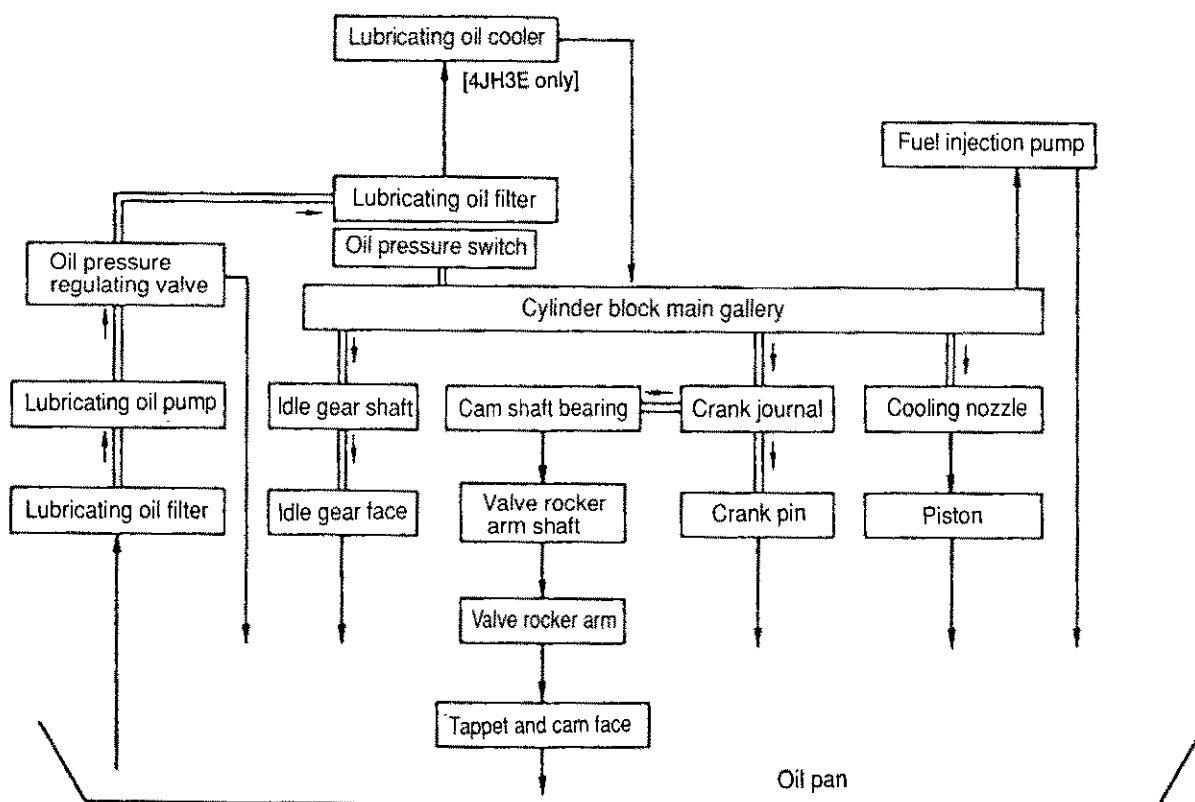 Lubricating oil cooler
[4JH3E only]
Fuel injection pump
Lubricating oil filter
Oil pressure switch
Oil pressure
regulating valve
Cylinder block main gallery
Lubricating oil pump
Idle gear shaft
Cam shaft bearing
Crank journal
Cooling nozzle
Lubricating oil filter
Idle gear face
Valve rocker
arm shaft
Crank pin
Piston
Valve rocker arm
Tappet and cam face
Oil pan